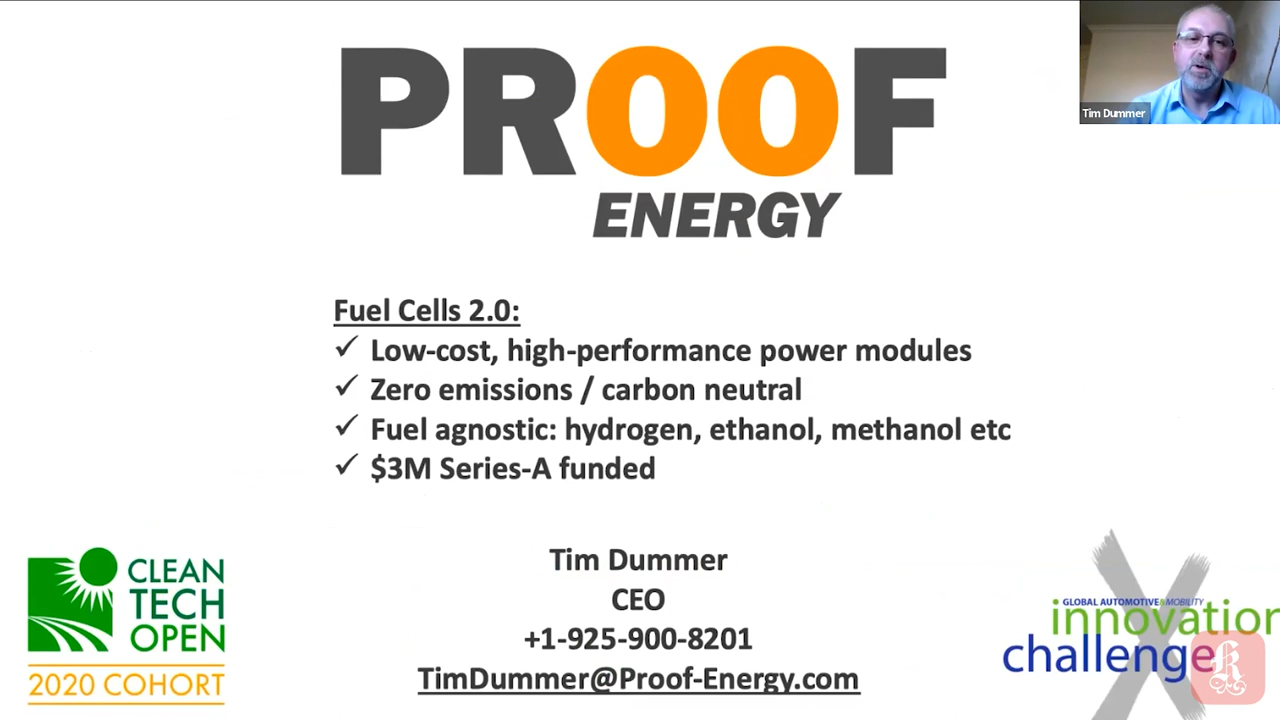 PROOF
ENERGY
Tim Dummer
Fuel Cells 2.0:
✓ Low-cost, high-performance power modules
✓ Zero emissions / carbon neutral
✓ Fuel agnostic: hydrogen, ethanol, methanol etc
✓ $3M Series-A funded
CLEAN
TECH
OPEN
2020 COHORT
Tim Dummer
CEO
+1-925-900-8201
TimDummer@Proof-Energy.com
GLOBAL AUTOMOTIVE&MOBILITY
innovation
challenge